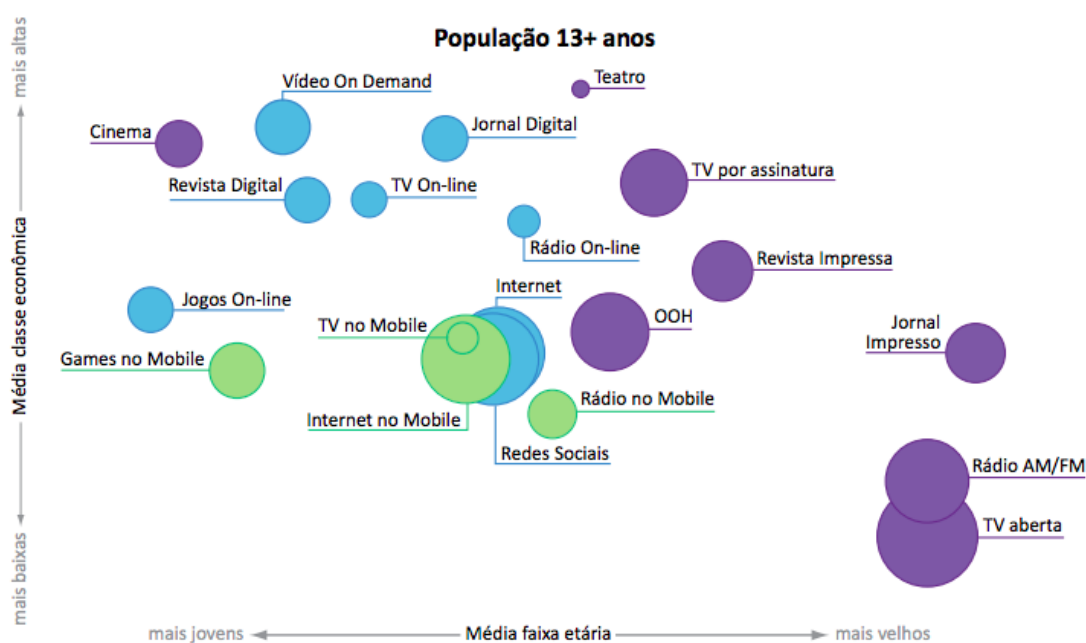 População 13+ anos
mais altas
Média classe econômica
mais baixas
Teatro
Vídeo On Demand
Jornal Digital
Cinema
TV por assinatura
Revista Digital
TV On-line
Rádio On-line
Revista Impressa
Internet
Jogos On-line
OOH
TV no Mobile
Jornal
Impresso
Games no Mobile
Rádio no Mobile
Internet no Mobile
Redes Sociais
Rádio AM/FM
TV aberta
mais jovens
Média faixa etária
mais velhos